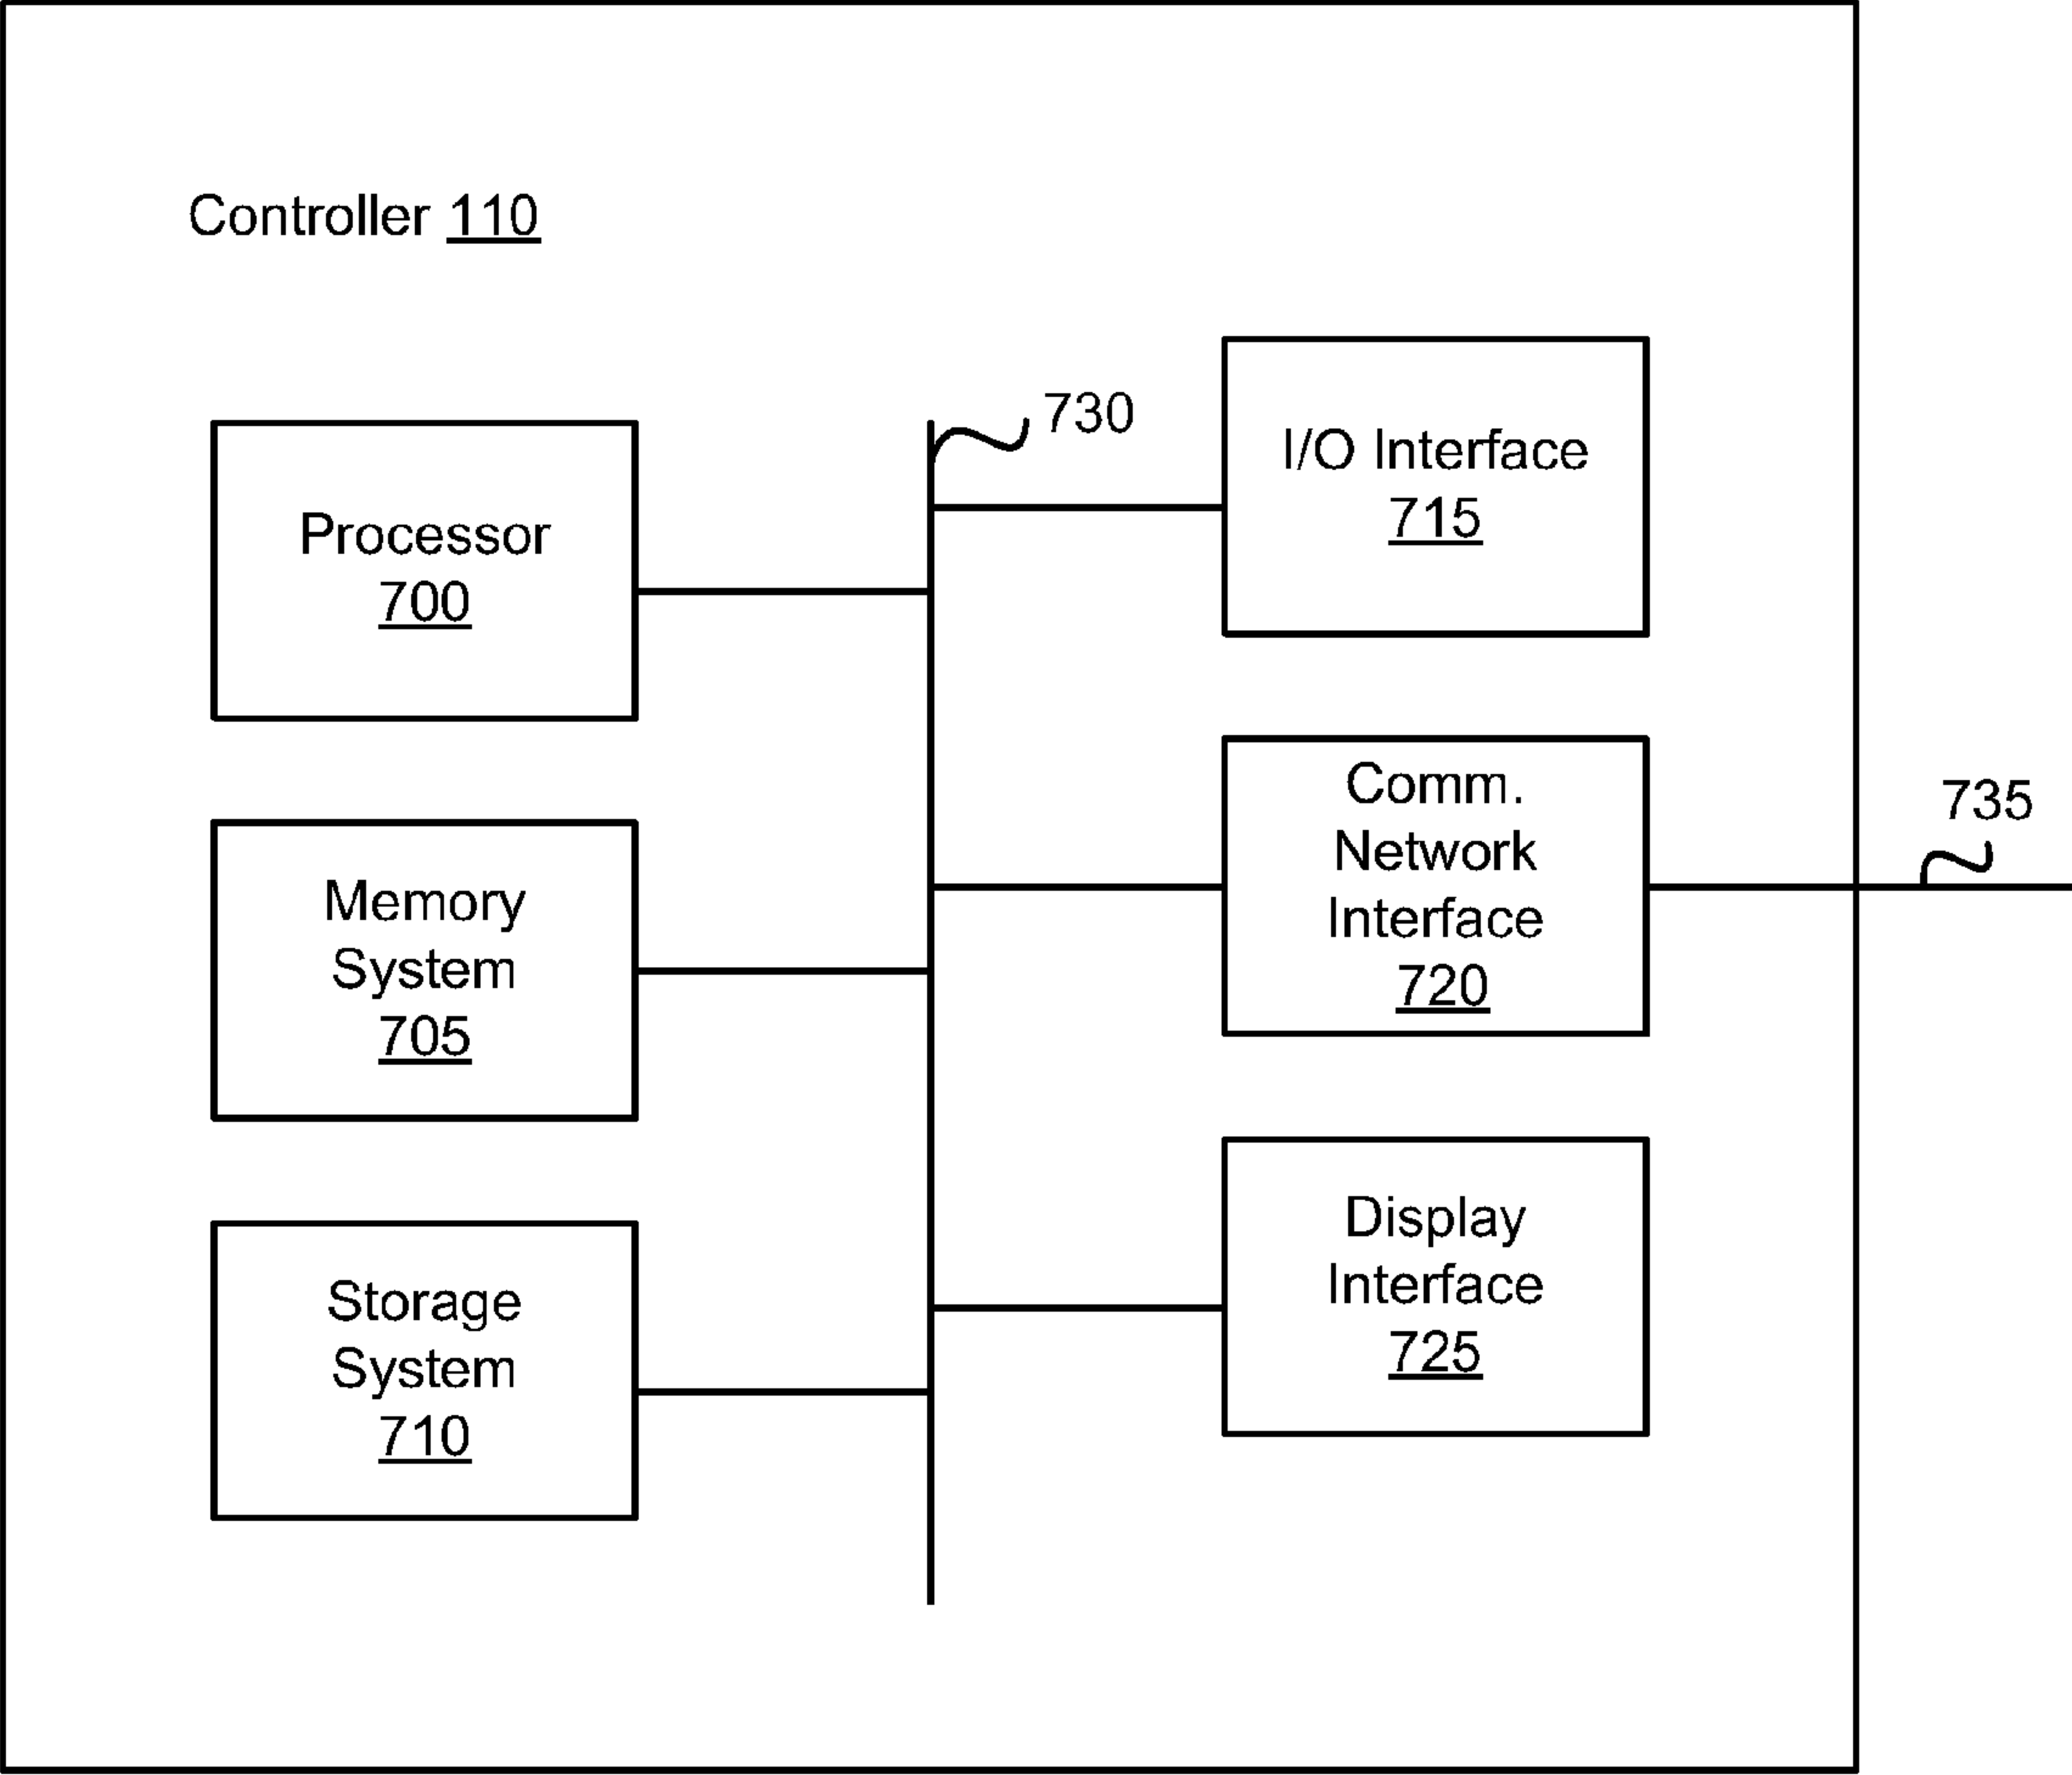 Controller 110
730
Processor
700
I/O Interface
715
Memory
System
705
Comm.
Network
Interface
720
735
Storage
System
710
Display
Interface
725